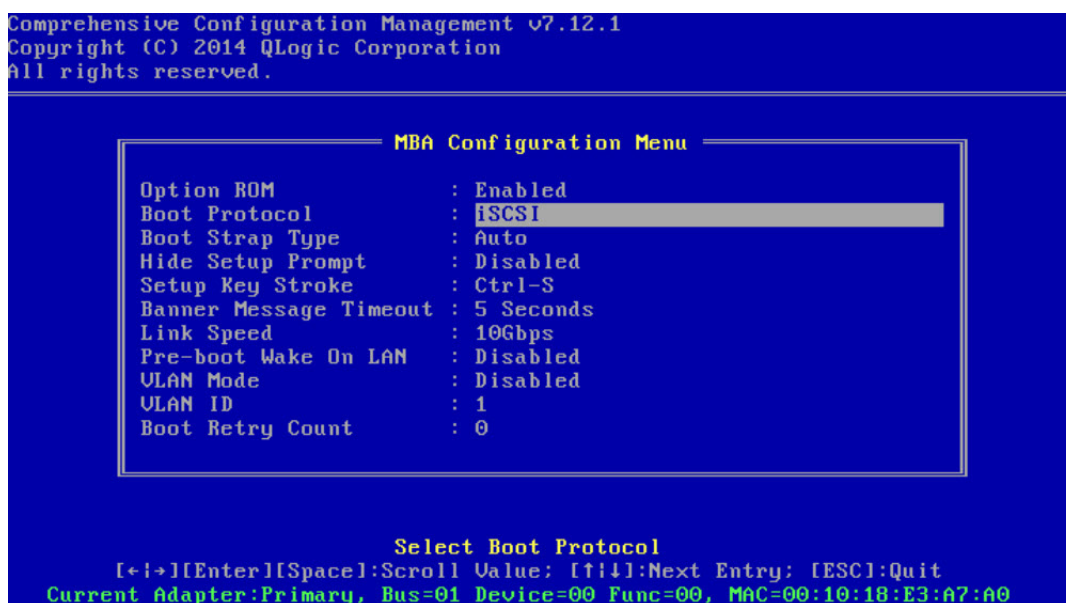 Comprehensive Configuration Management v7.12.1
Copyright (C) 2014 QLogic Corporation
All rights reserved.
MBA Configuration Menu
Option ROM : Enabled
Boot Protocol : iSCSI
Boot Strap Type : Auto
Hide Setup Prompt : Disabled
Setup Key Stroke : Ctrl-S
Banner Message Timeout : 5 Seconds
Link Speed : 10Gbps
Pre-boot Wake On LAN : Disabled
VLAN Mode : Disabled
VLAN ID : 1
Boot Retry Count : 0
Select Boot Protocol
[←|→][Enter][Space]:Scroll Value; [↑|↓]:Next Entry; [ESC]:Quit
Current Adapter:Primary, Bus=01 Device=00 Func=00, MAC=00:10:18:E3:A7:A0